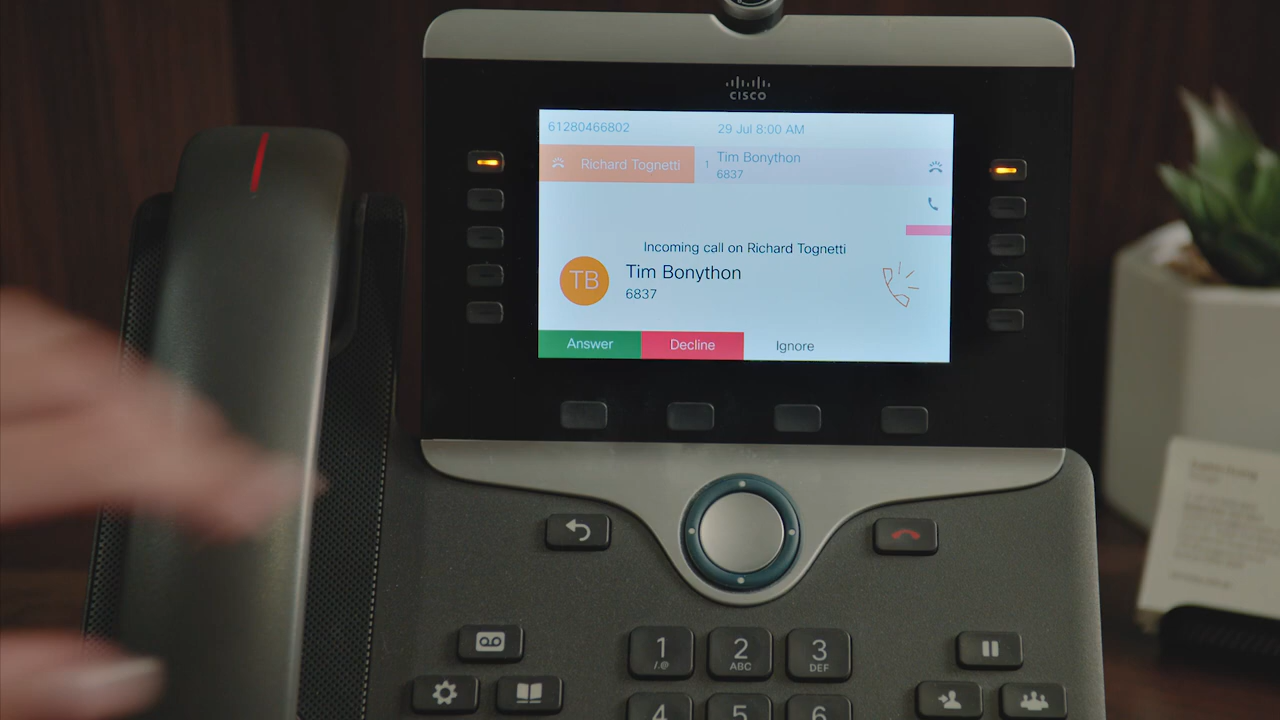 CISCO
61280466802
29 Jul 8:00 AM
Richard Tognetti
1 Tim Bonython
6837
Incoming call on Richard Tognetti
TB
Tim Bonython
6837
Answer
Decline
Ignore
1
/.@
2
ABC
3
DEF
4
5
6